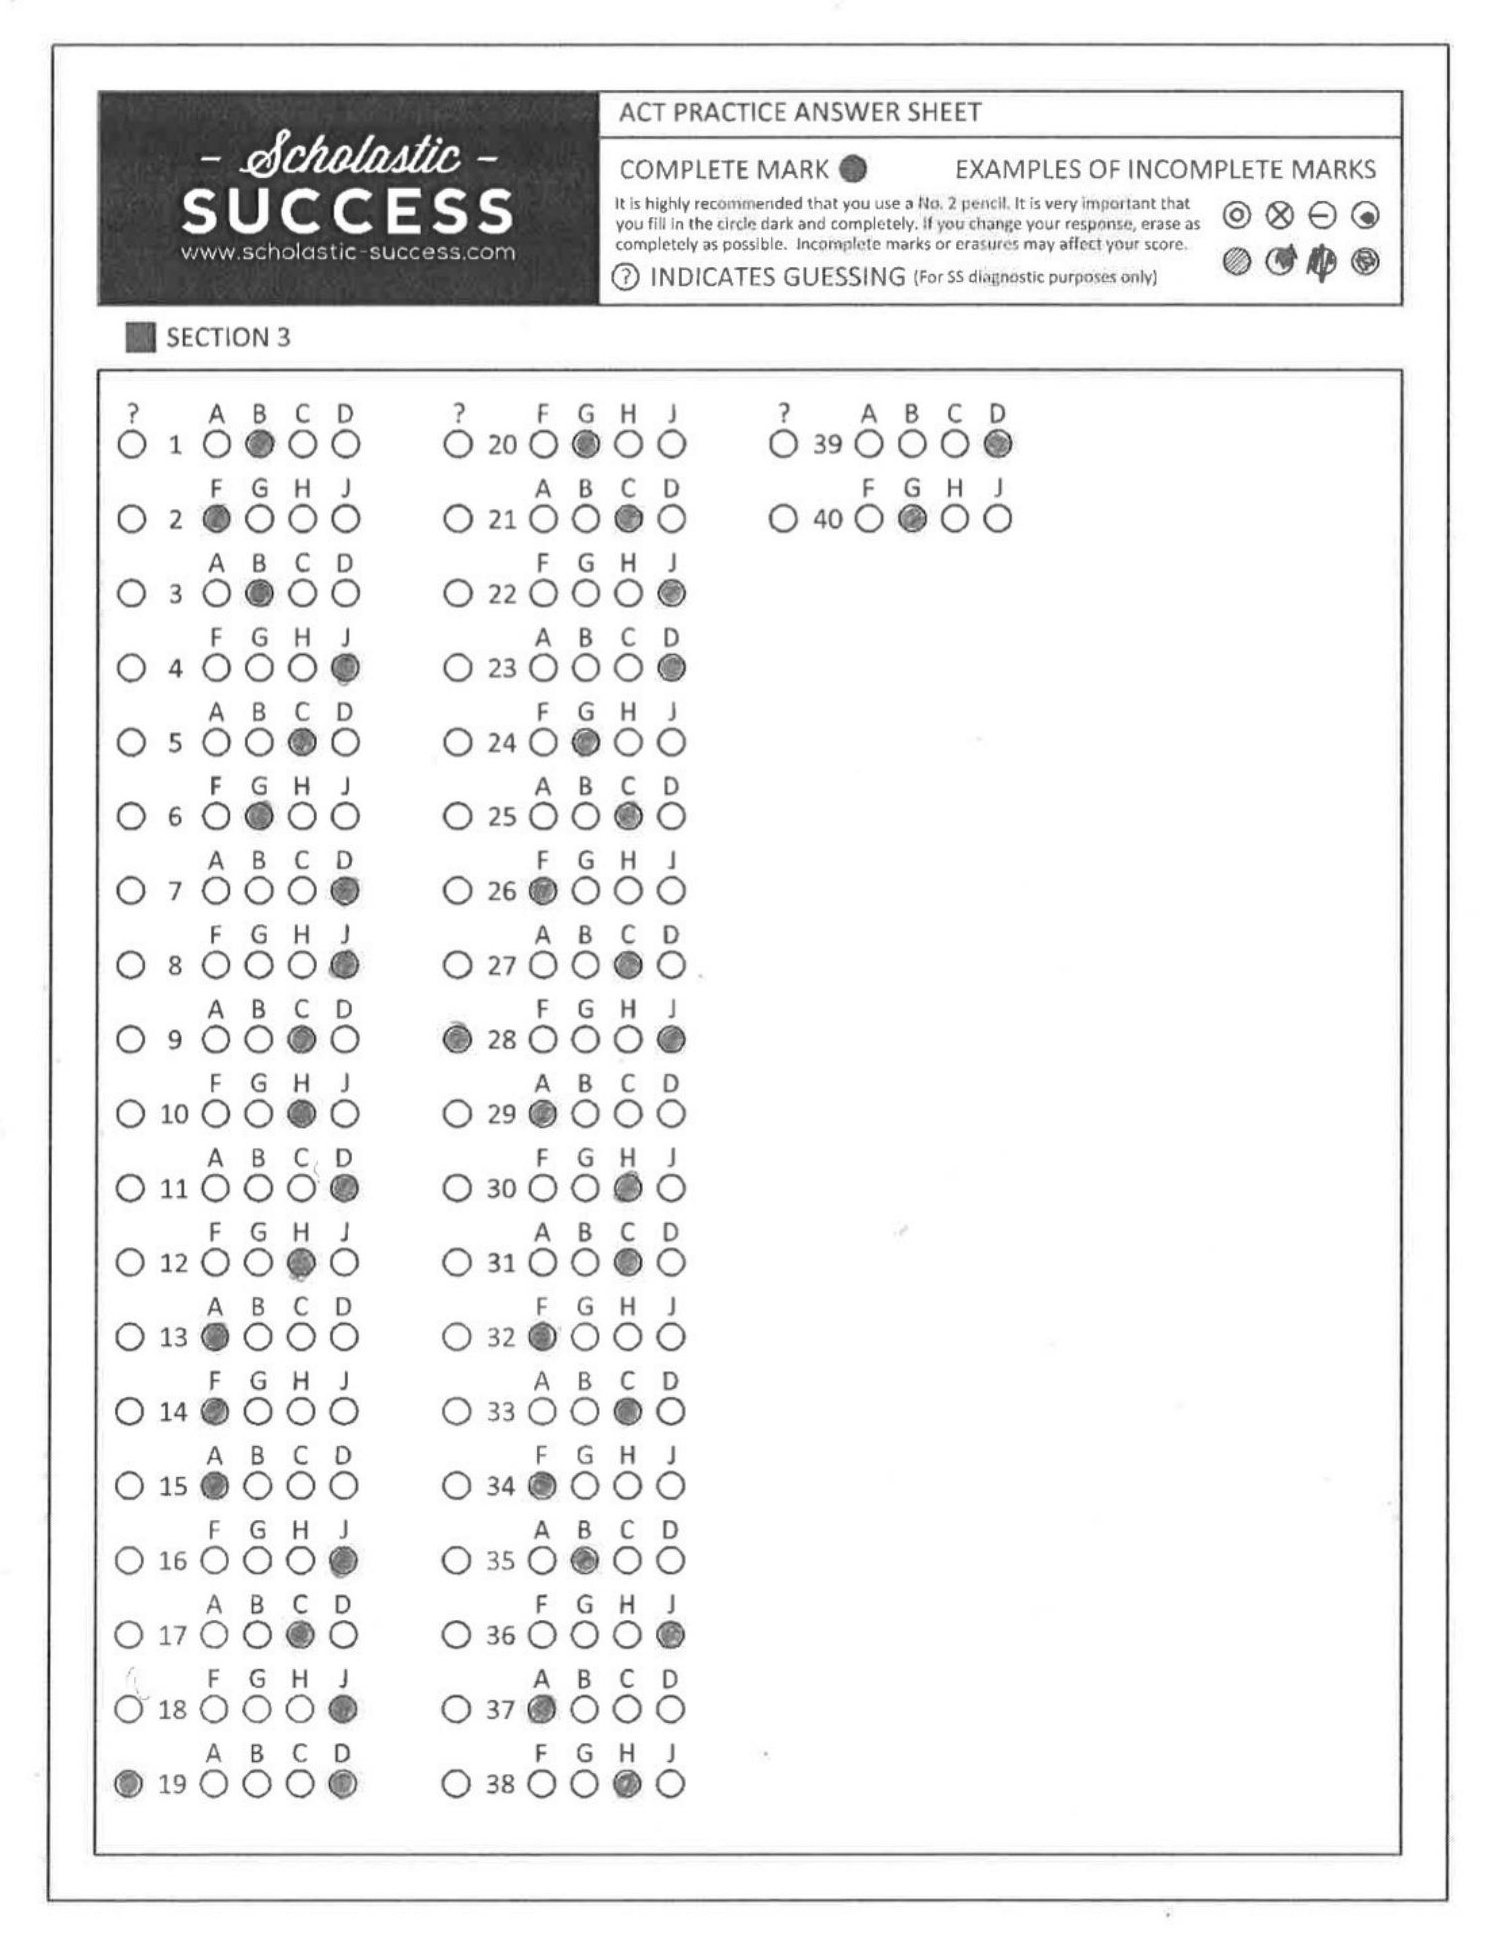 - Scholastic -
SUCCESS
www.scholastic-success.com
ACT PRACTICE ANSWER SHEET
COMPLETE MARK
EXAMPLES OF INCOMPLETE MARKS
It is highly recommended that you use a No. 2 pencil. It is very important that
you fill in the circle dark and completely. If you change your response, erase as
completely as possible. Incomplete marks or erasures may affect your score.
(?) INDICATES GUESSING (For SS diagnostic purposes only)
SECTION 3
? A B C D
1
F G H J
2
A B C D
3
F G H J
4
A B C D
5
F G H J
6
A B C D
7
F G H J
8
A B C D
9
F G H J
10
A B C D
11
F G H J
12
A B C D
13
F G H J
14
A B C D
15
F G H J
16
A B C D
17
F G H J
18
A B C D
19
? F G H J
20
A B C D
21
F G H J
22
A B C D
23
F G H J
24
A B C D
25
F G H J
26
A B C D
27
F G H J
28
A B C D
29
F G H J
30
A B C D
31
F G H J
32
A B C D
33
F G H J
34
A B C D
35
F G H J
36
A B C D
37
F G H J
38
? A B C D
39
F G H J
40